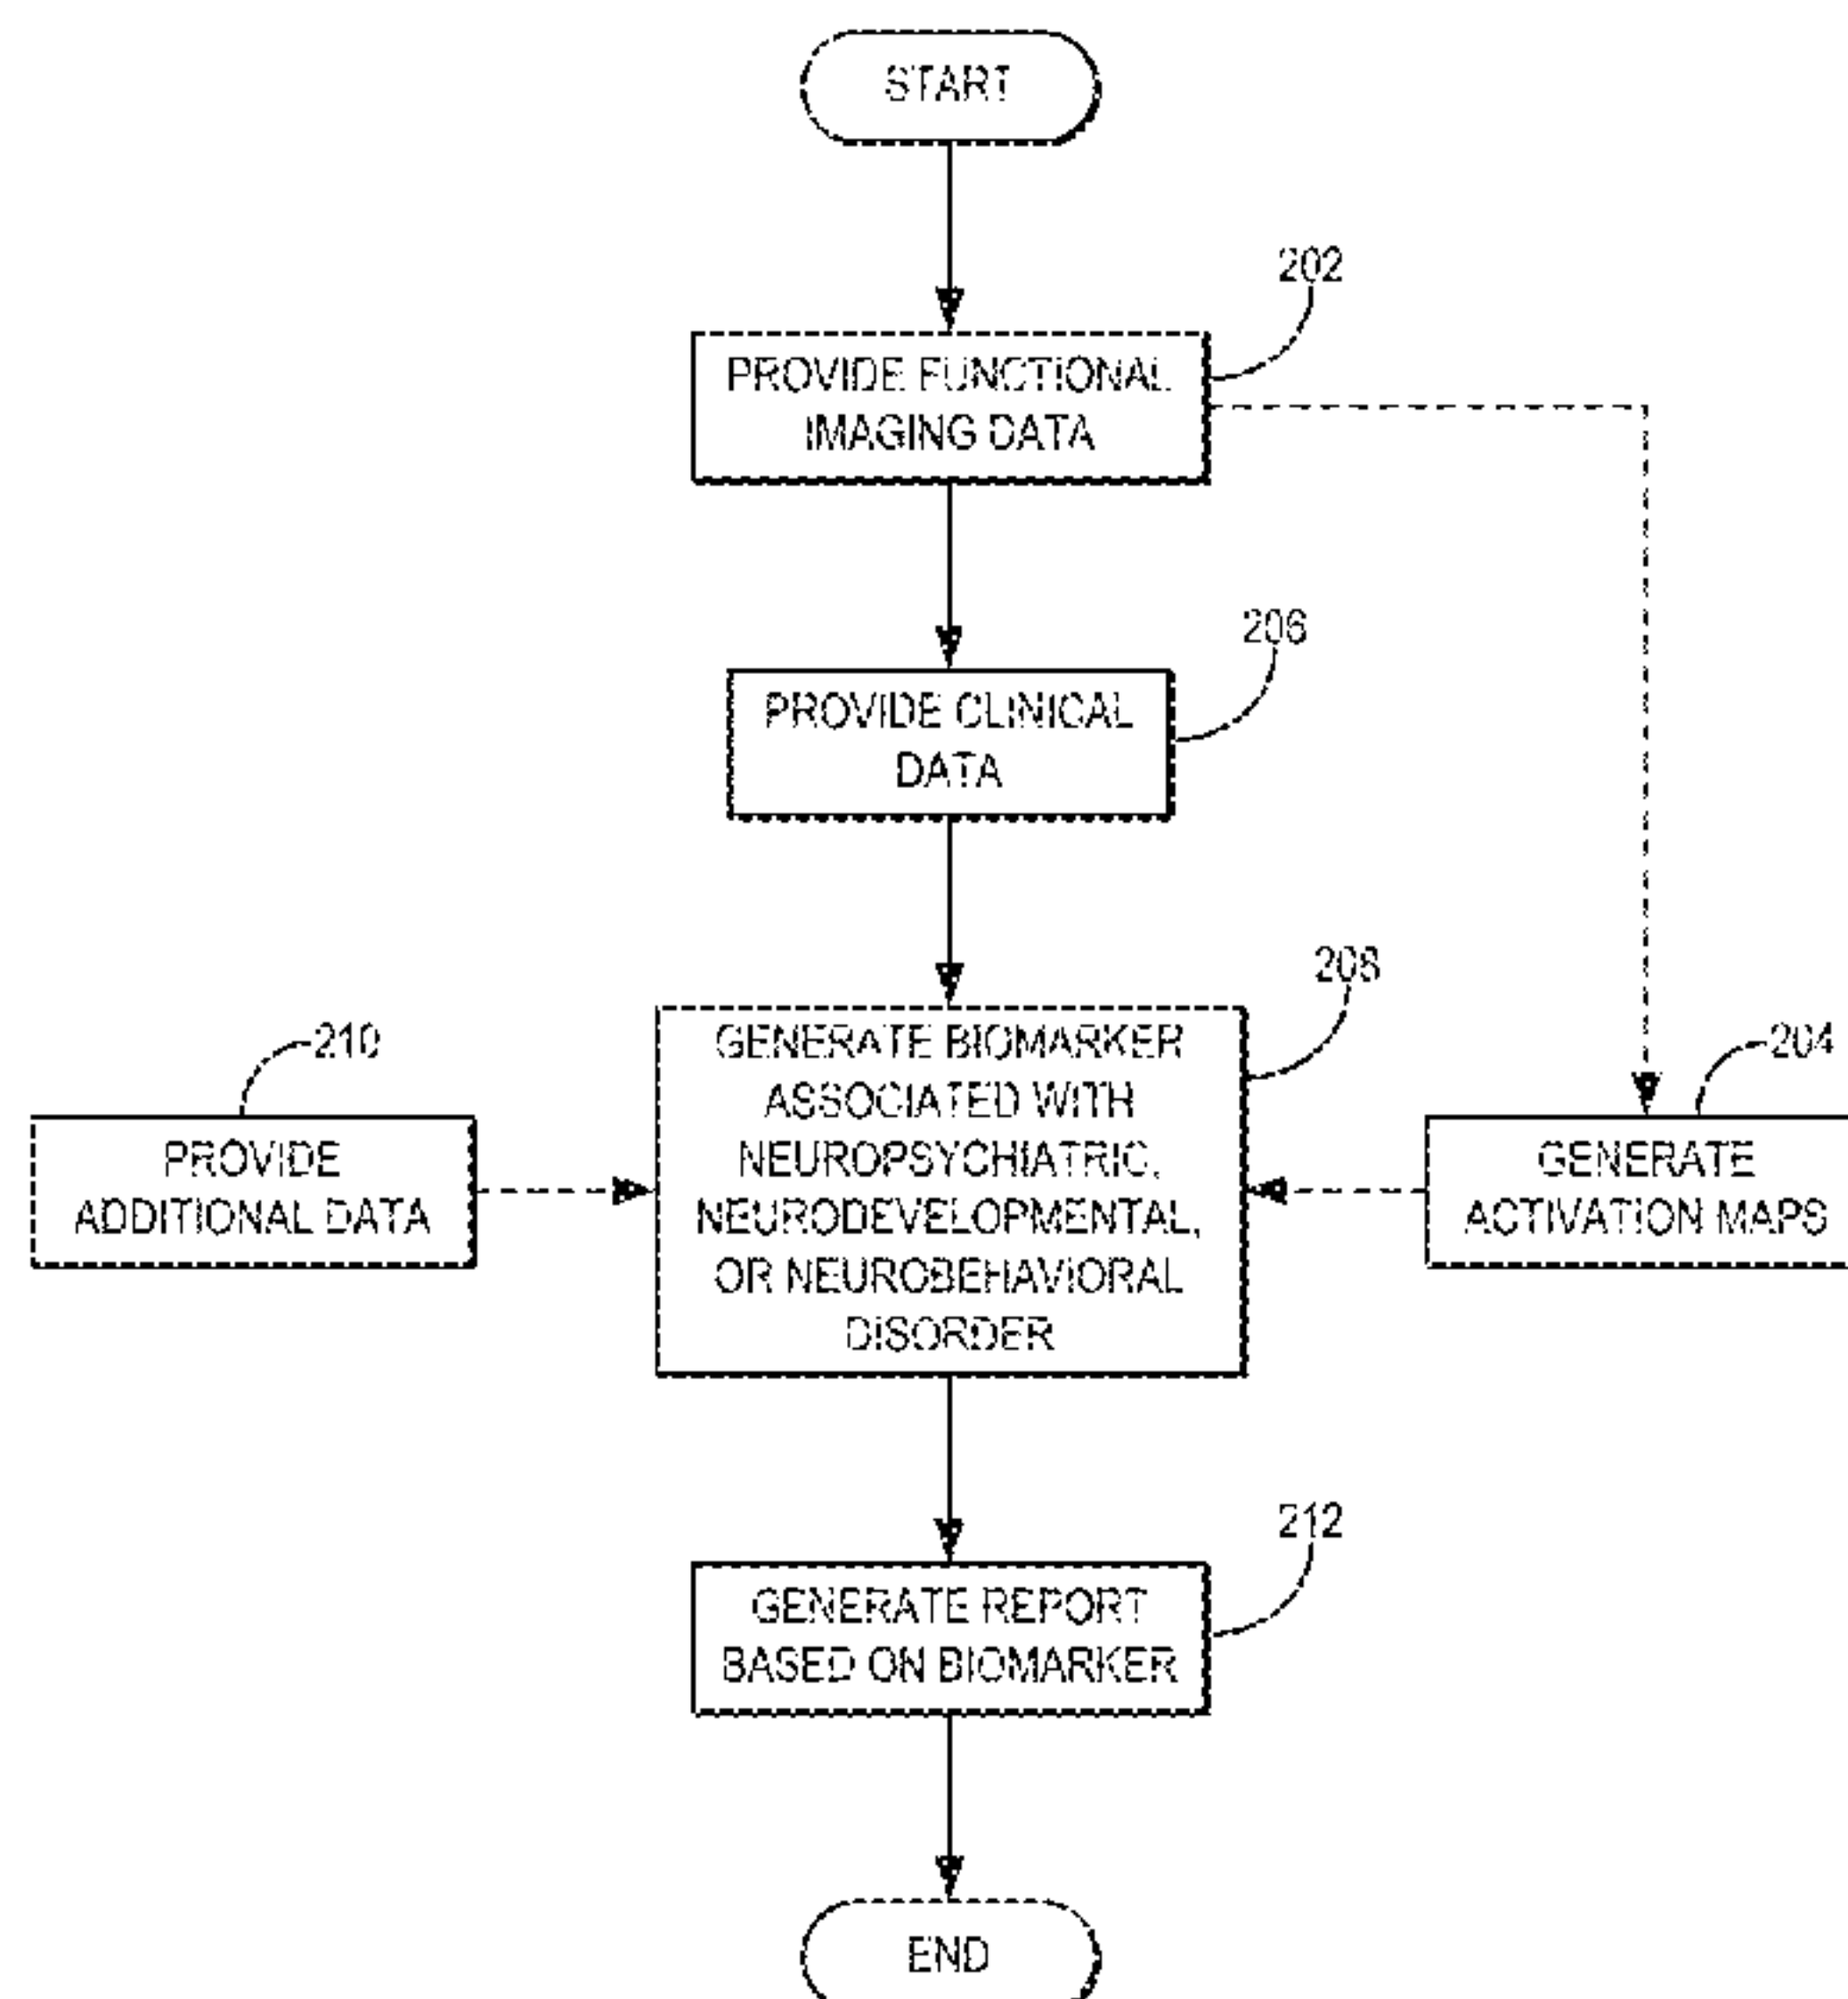 START
202
PROVIDE FUNCTIONAL
IMAGING DATA
206
PROVIDE CLINICAL
DATA
208
GENERATE BIOMARKER
ASSOCIATED WITH
NEUROPSYCHIATRIC,
NEURODEVELOPMENTAL,
OR NEUROBEHAVIORAL
DISORDER
210
PROVIDE
ADDITIONAL DATA
204
GENERATE
ACTIVATION MAPS
212
GENERATE REPORT
BASED ON BIOMARKER
END